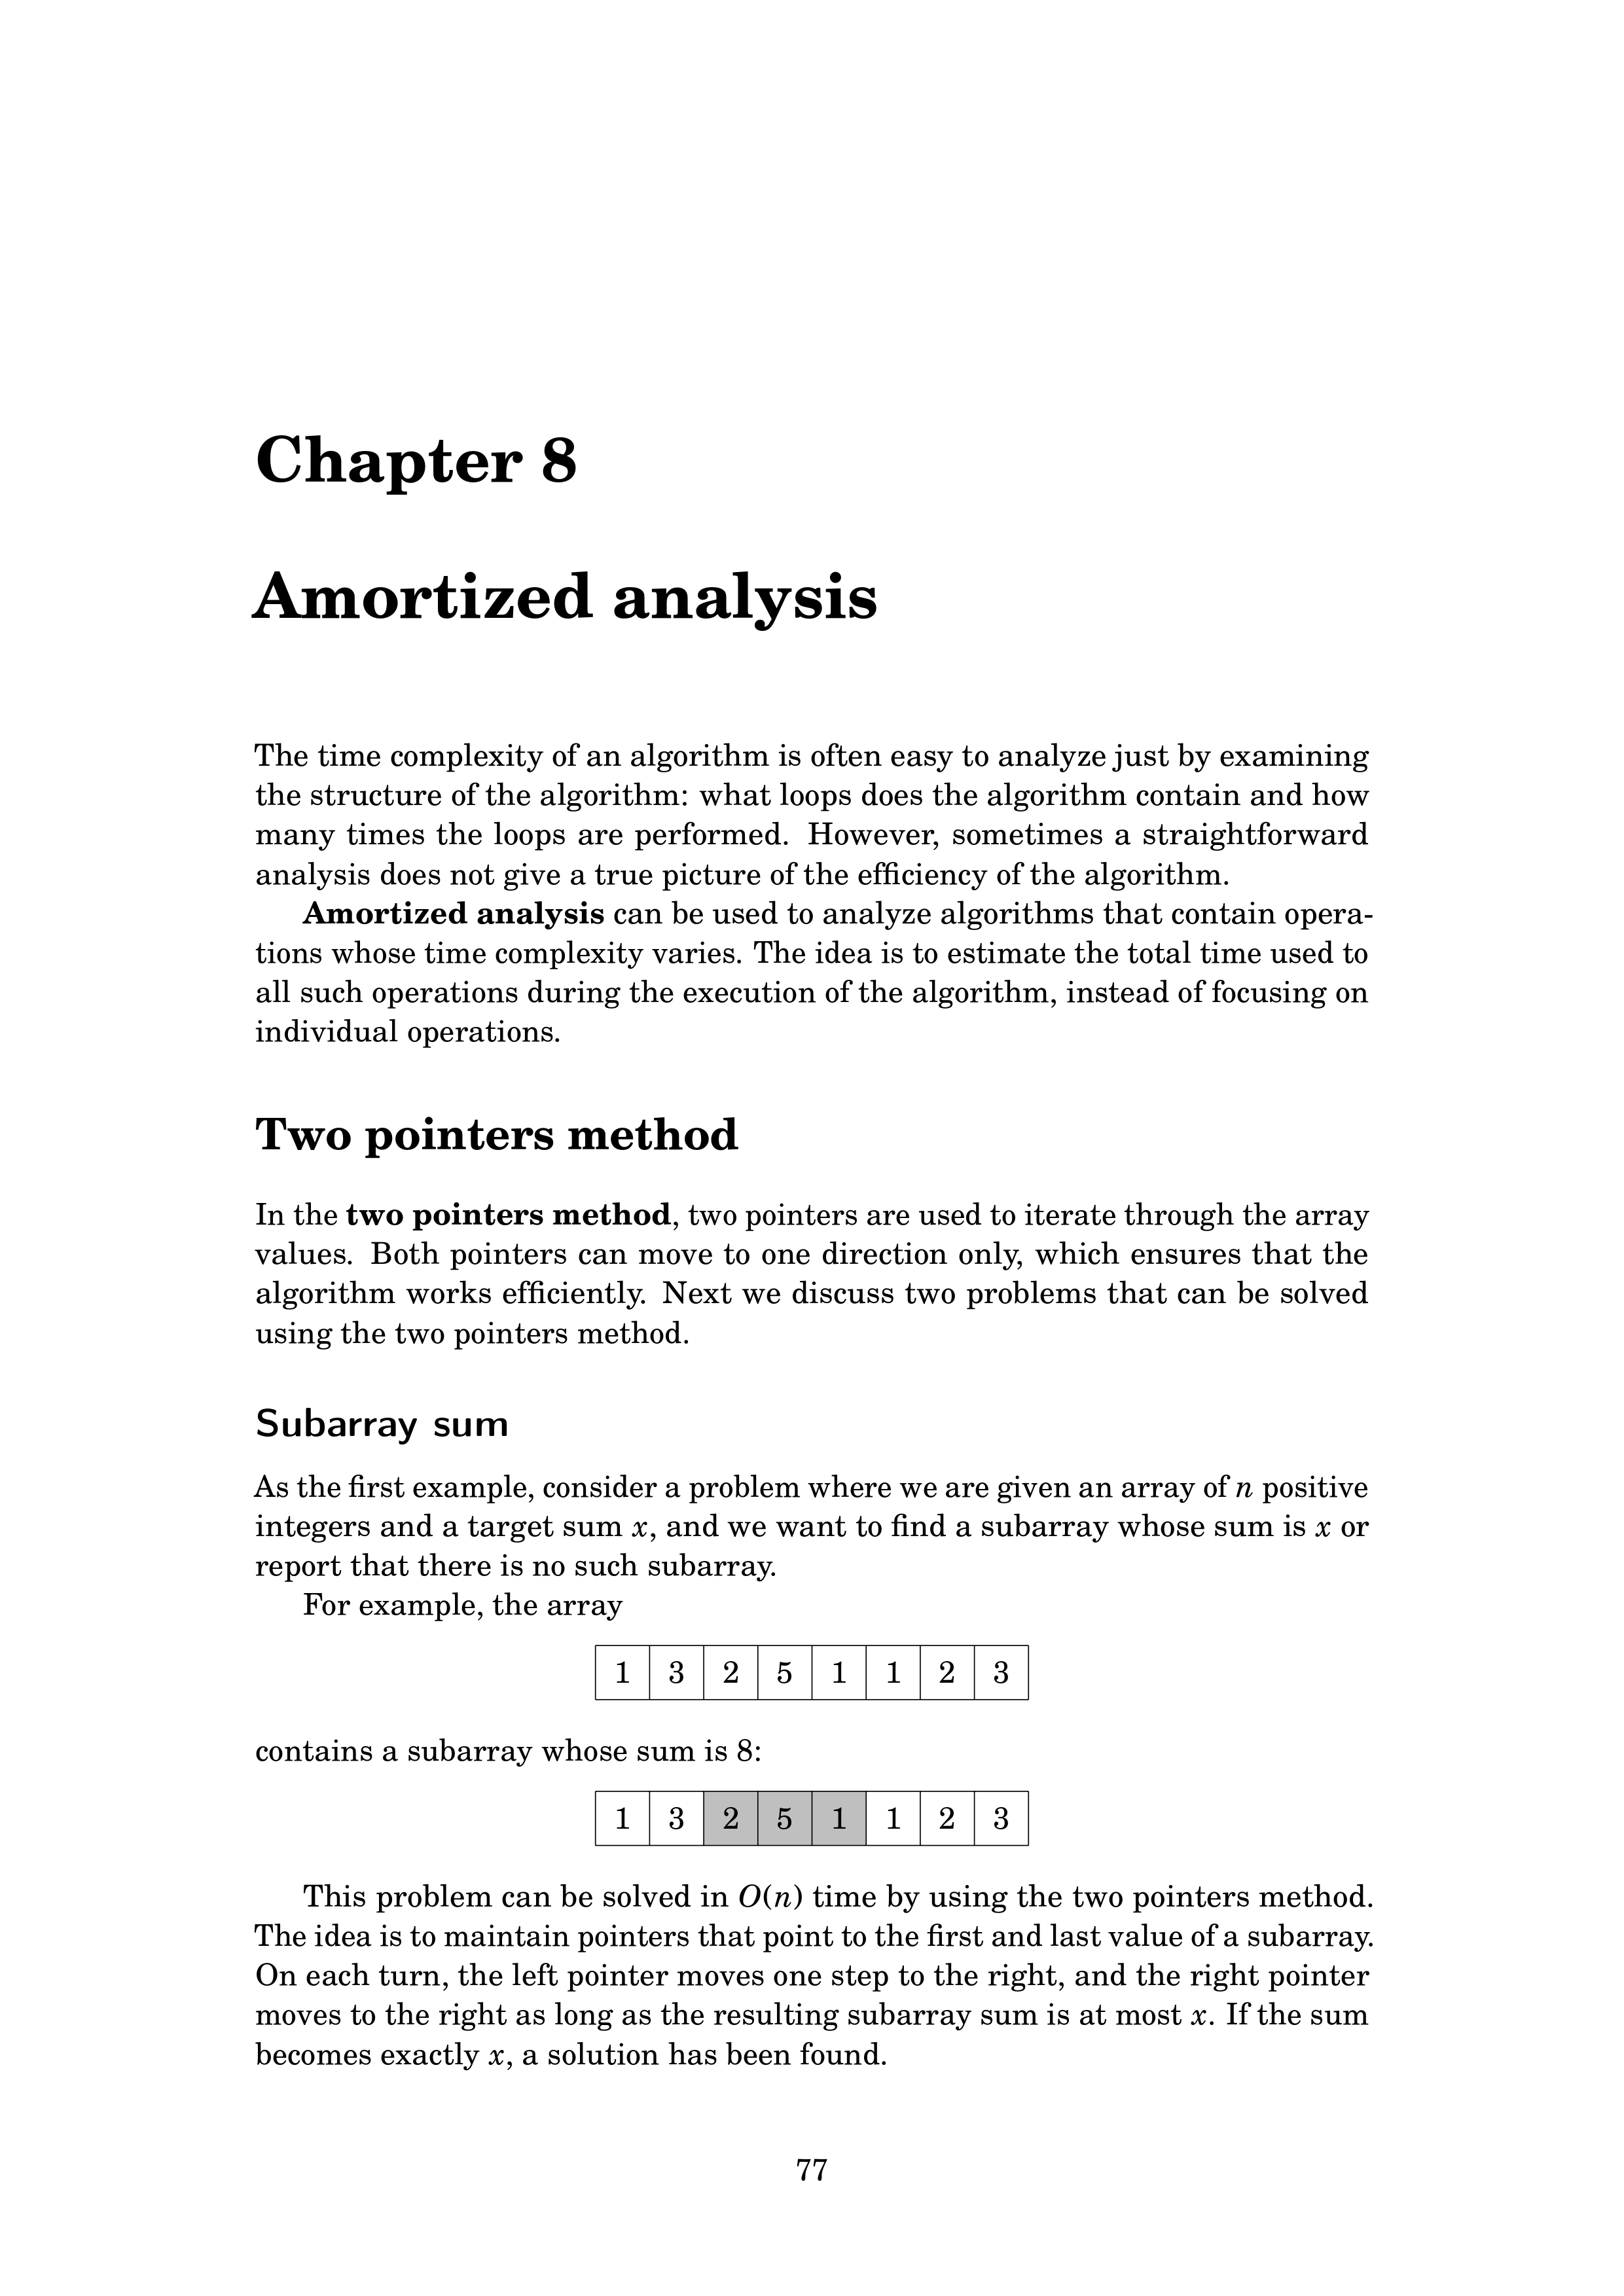 Chapter 8
Amortized analysis
The time complexity of an algorithm is often easy to analyze just by examining
the structure of the algorithm: what loops does the algorithm contain and how
many times the loops are performed. However, sometimes a straightforward
analysis does not give a true picture of the efficiency of the algorithm.
Amortized analysis can be used to analyze algorithms that contain opera-
tions whose time complexity varies. The idea is to estimate the total time used to
all such operations during the execution of the algorithm, instead of focusing on
individual operations.
Two pointers method
In the two pointers method, two pointers are used to iterate through the array
values. Both pointers can move to one direction only, which ensures that the
algorithm works efficiently. Next we discuss two problems that can be solved
using the two pointers method.
Subarray sum
As the first example, consider a problem where we are given an array of n positive
integers and a target sum x, and we want to find a subarray whose sum is x or
report that there is no such subarray.
For example, the array
1 3 2 5 1 1 2 3
contains a subarray whose sum is 8:
1 3 2 5 1 1 2 3
This problem can be solved in O(n) time by using the two pointers method.
The idea is to maintain pointers that point to the first and last value of a subarray.
On each turn, the left pointer moves one step to the right, and the right pointer
moves to the right as long as the resulting subarray sum is at most x. If the sum
becomes exactly x, a solution has been found.
77